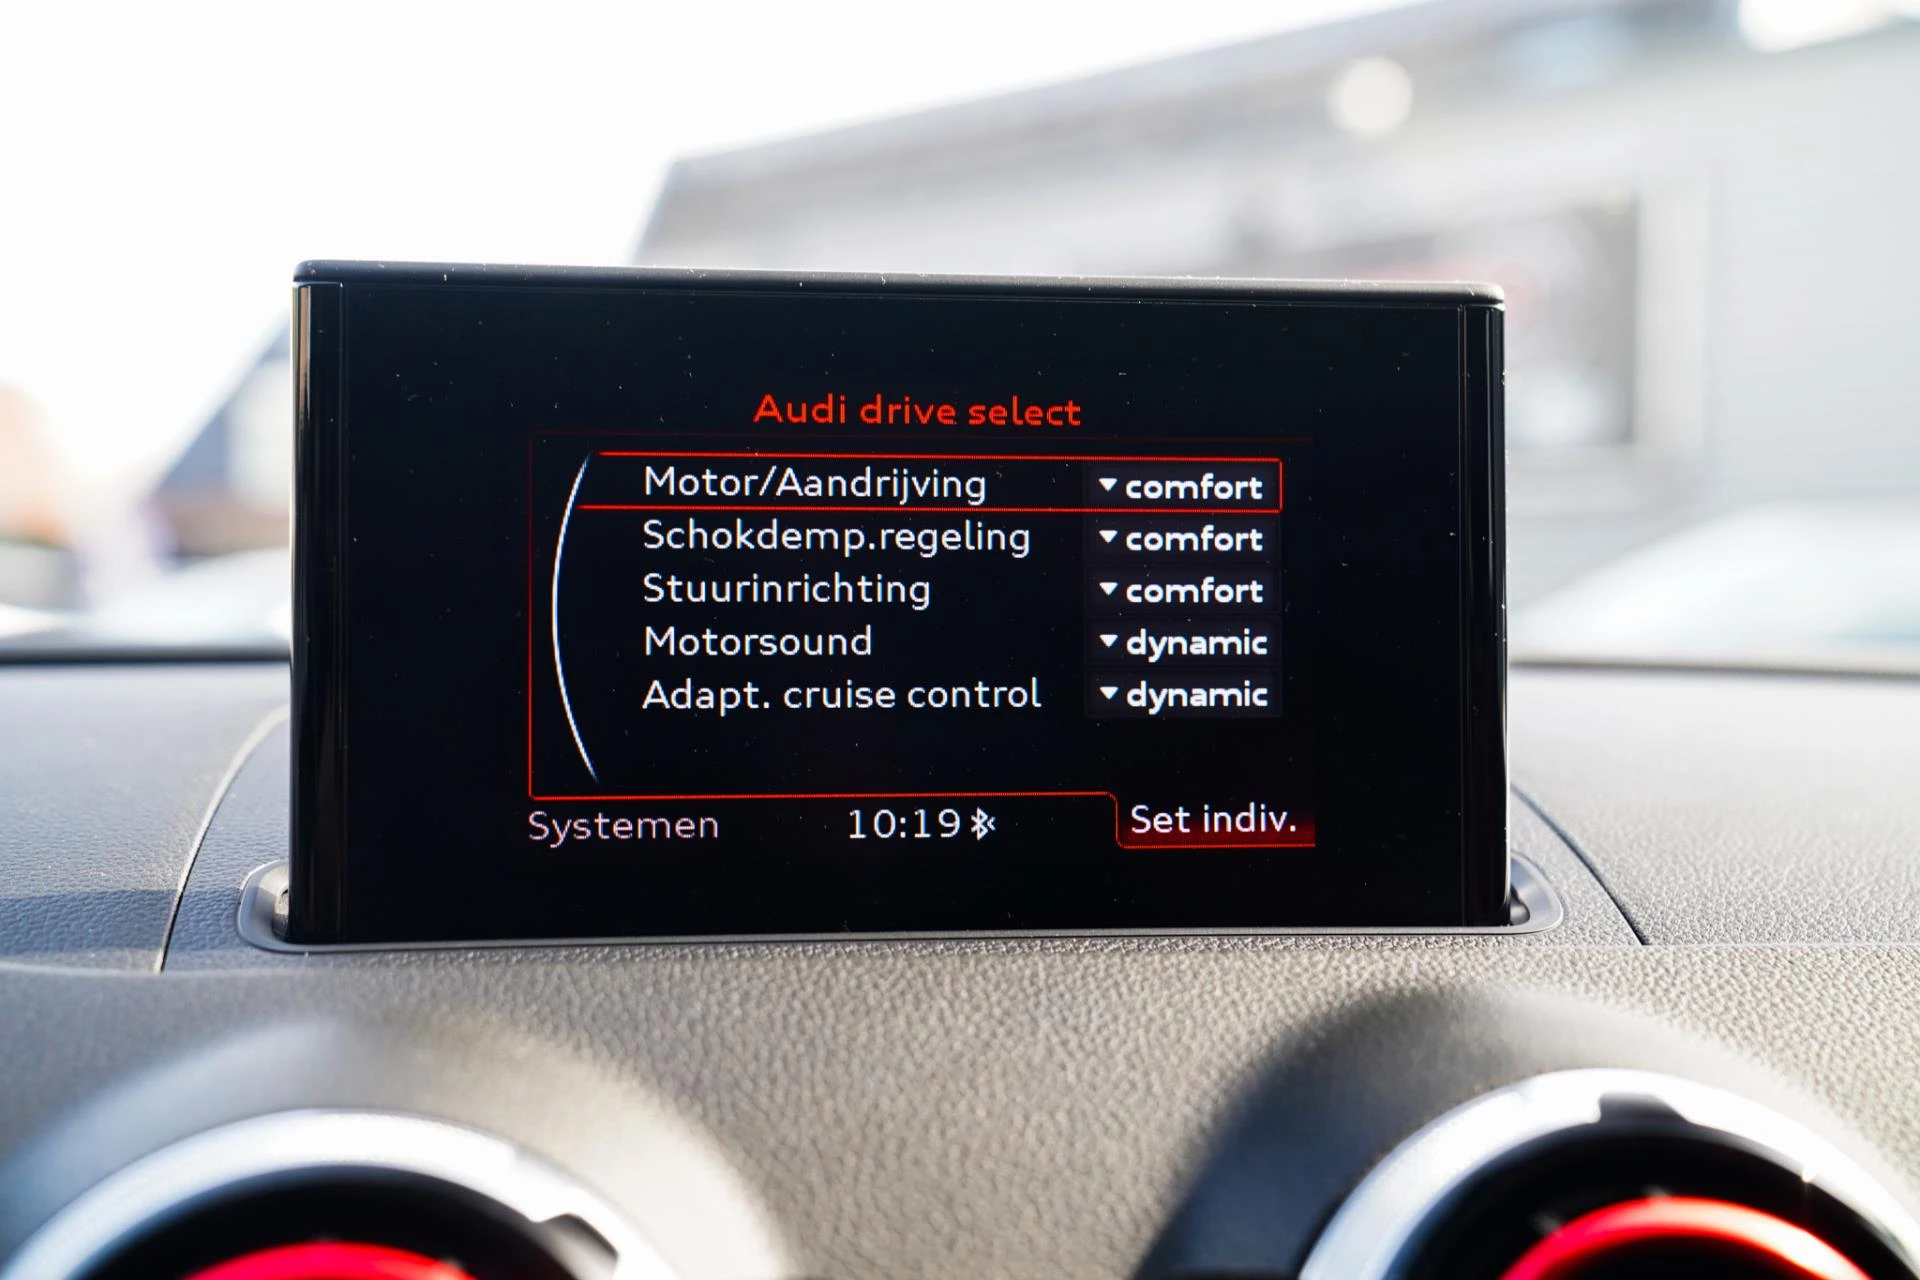 Audi drive select
Motor/Aandrijving ▼ comfort
Schokdemp.regeling ▼ comfort
Stuurinrichting ▼ comfort
Motorsound ▼ dynamic
Adapt. cruise control ▼ dynamic
Systemen 10:19 Set indiv.